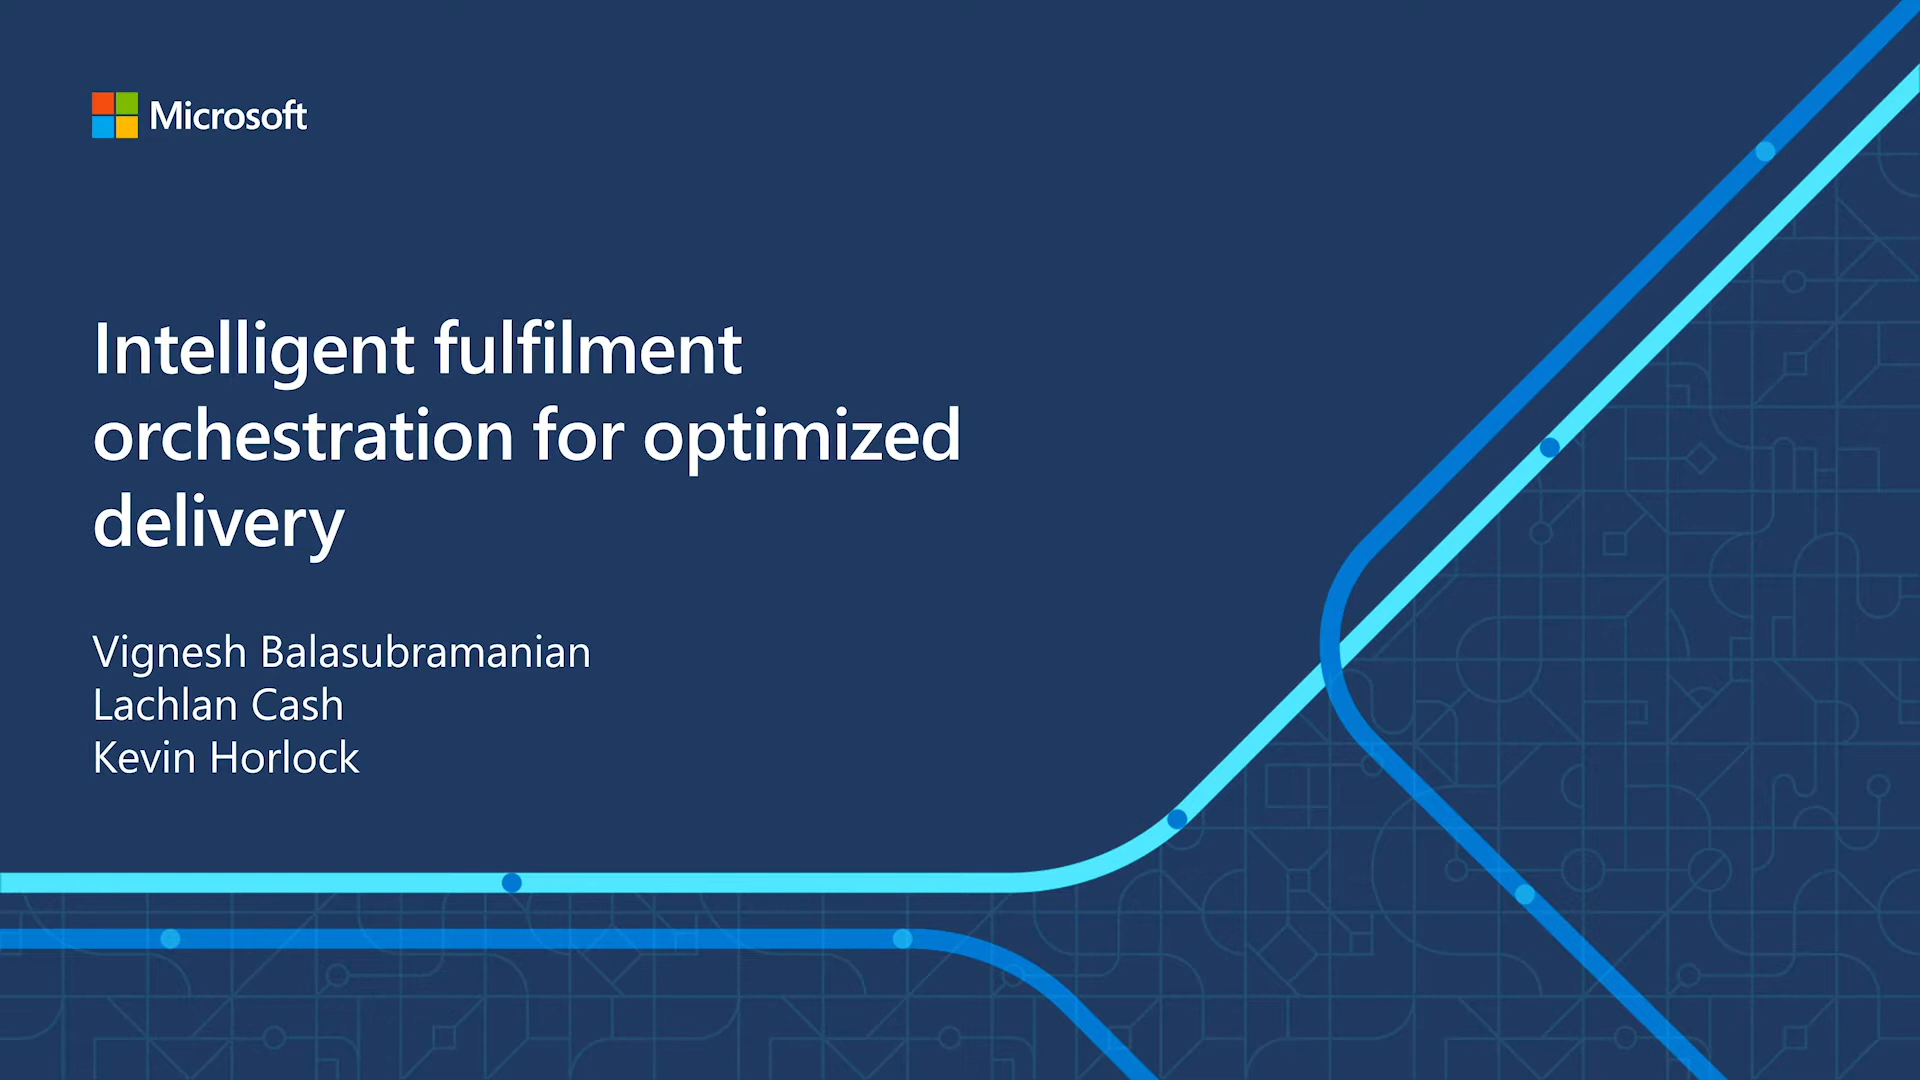 Microsoft
Intelligent fulfilment
orchestration for optimized
delivery
Vignesh Balasubramanian
Lachlan Cash
Kevin Horlock